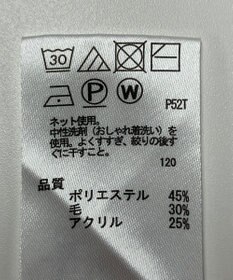 30
P W P52T
ネット使用。
中性洗剤(おしゃれ着洗い)を
使用。よくすすぎ、絞りの後す
ぐに干すこと。
120
品質
ポリエステル 45%
毛 30%
アクリル 25%